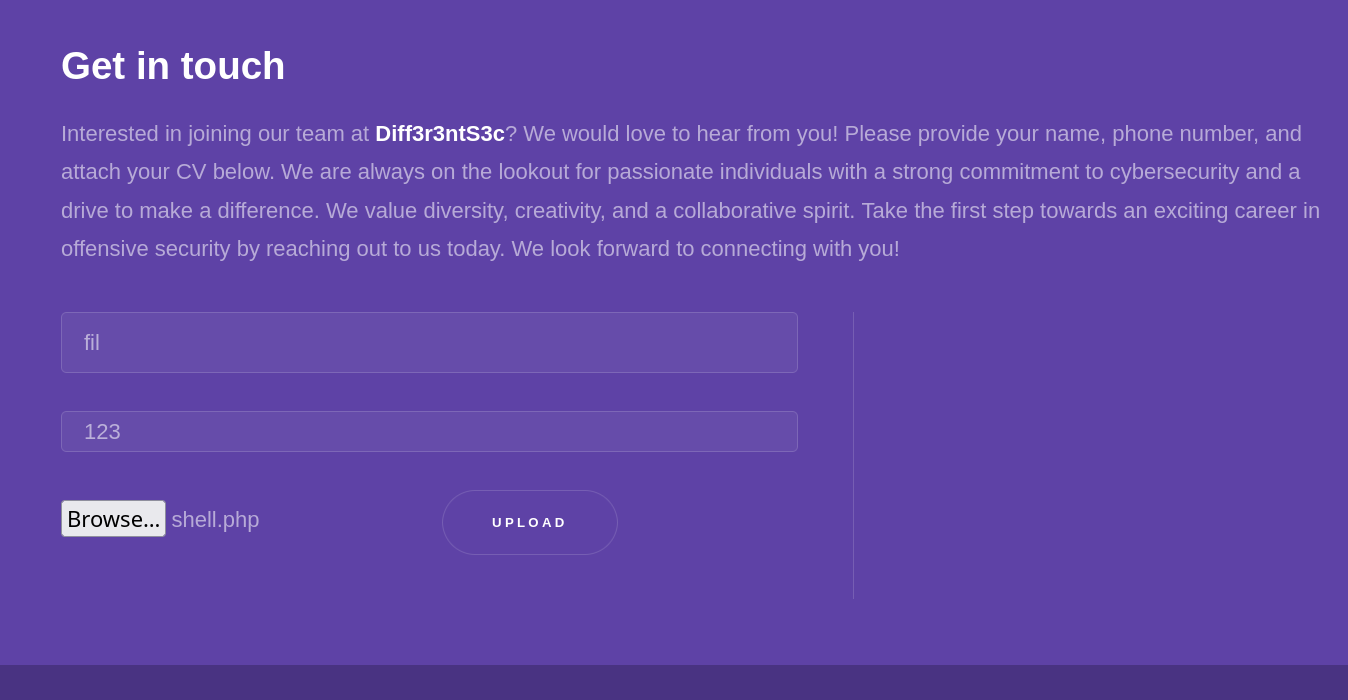 Get in touch
Interested in joining our team at Diff3r3ntS3c? We would love to hear from you! Please provide your name, phone number, and
attach your CV below. We are always on the lookout for passionate individuals with a strong commitment to cybersecurity and a
drive to make a difference. We value diversity, creativity, and a collaborative spirit. Take the first step towards an exciting career in
offensive security by reaching out to us today. We look forward to connecting with you!
fil
123
Browse... shell.php
UPLOAD